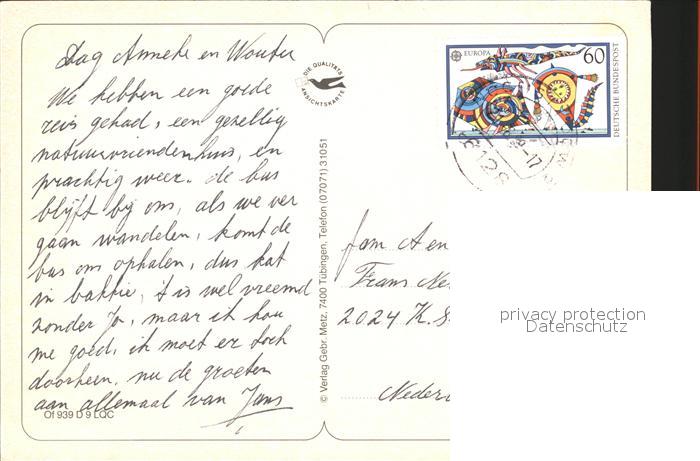 Dag Anneke en Wouter
We hebben een goede
reis gehad, een gezellig
natuurvriendenhuis, en
prachtig weer. de bus
blijft bij ons, als we ver
gaan wandelen, komt de
bus ons ophalen, dus kat
in bakkie, 't is wel vreemd
zonder Jo, maar ik hou
me goed, ik moet er toch
doorheen, nu de groeten
aan allemaal van Jans
Of 939 D 9 LQC
DIE QUALITÄTS
ANSICHTSKARTE
© Verlag Gebr. Metz, 7400 Tübingen, Telefon (07071) 31051
EUROPA
60
DEUTSCHE BUNDESPOST
fam A en
Frans
2024 K.
Neder
privacy protection
Datenschutz